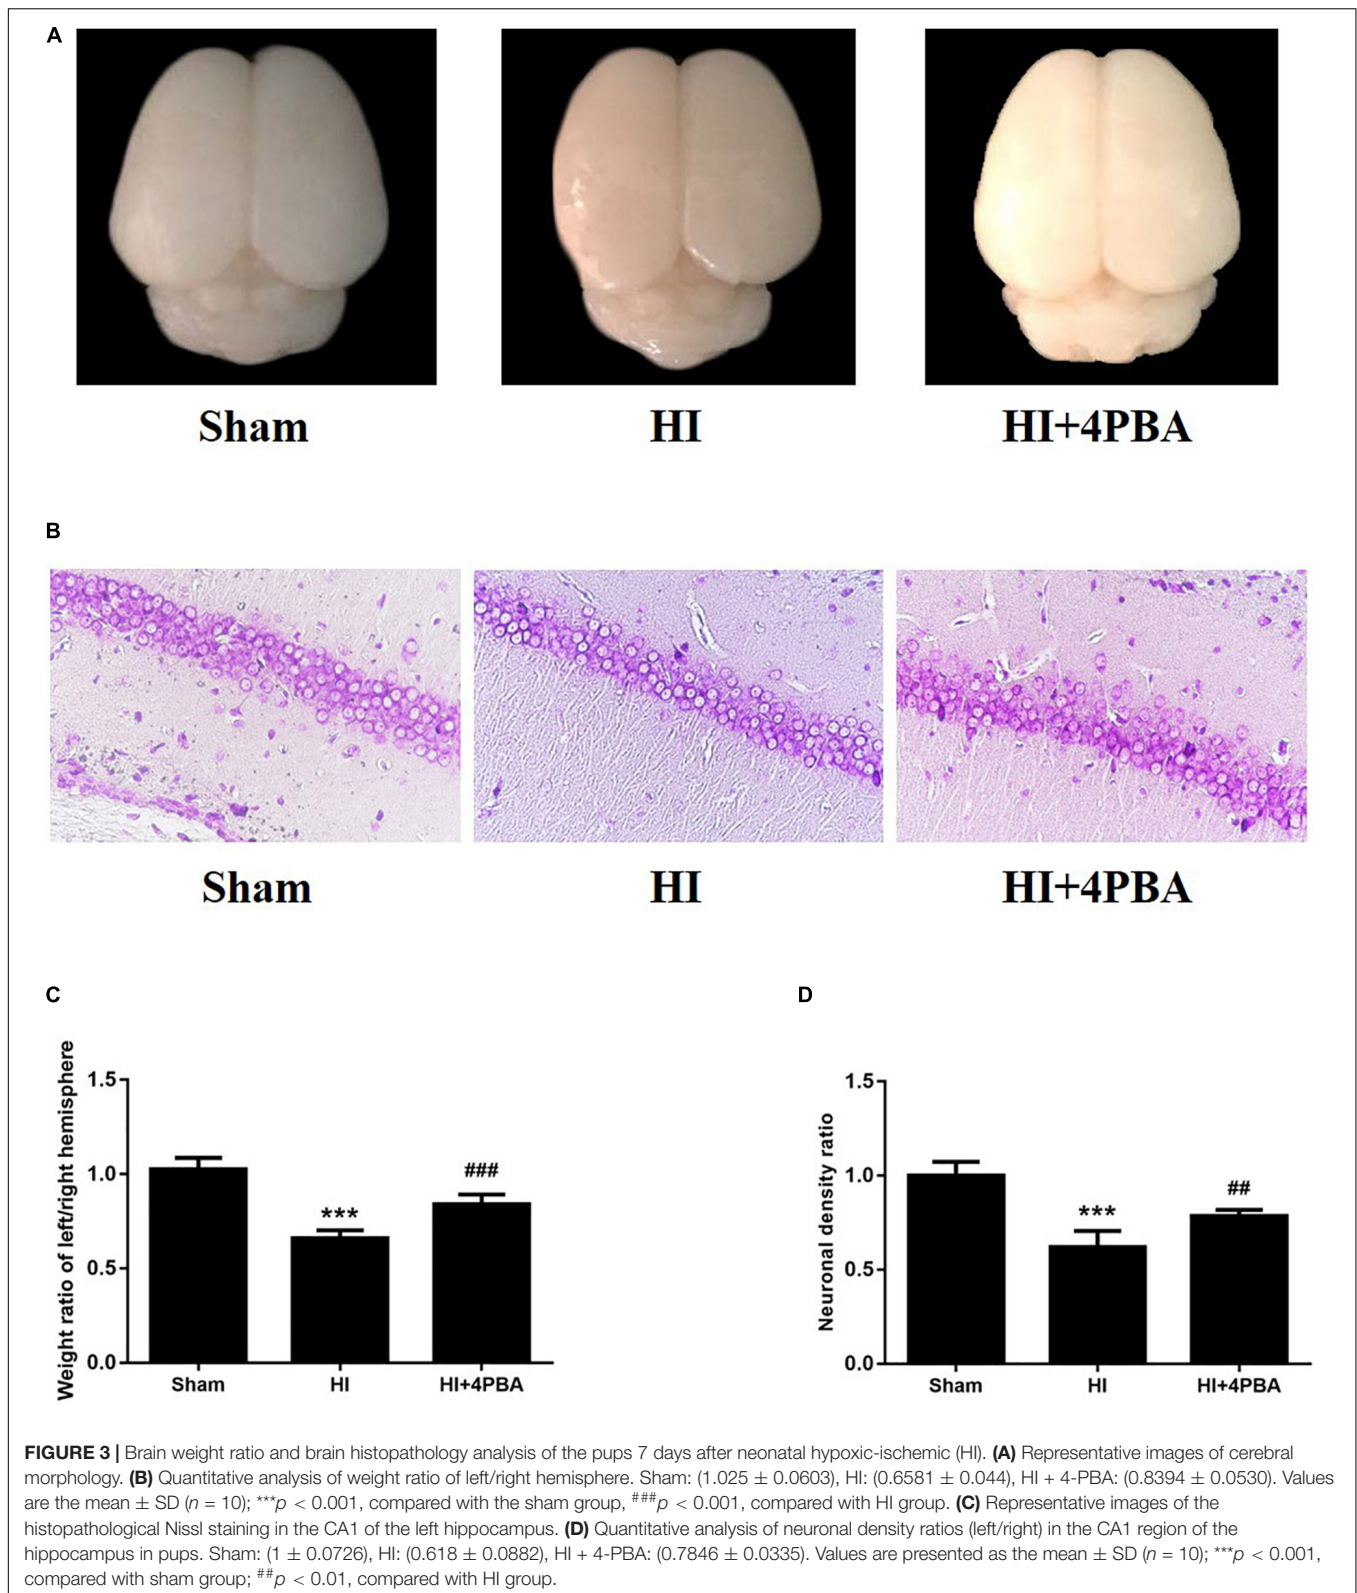 A
Sham
HI
HI+4PBA
B
Sham
HI
HI+4PBA
C
D
Weight ratio of left/right hemisphere
1.5
1.0
0.5
0.0
***
###
Sham
HI
HI+4PBA
Neuronal density ratio
1.5
1.0
0.5
0.0
***
##
Sham
HI
HI+4PBA
FIGURE 3 | Brain weight ratio and brain histopathology analysis of the pups 7 days after neonatal hypoxic-ischemic (HI). (A) Representative images of cerebral
morphology. (B) Quantitative analysis of weight ratio of left/right hemisphere. Sham: (1.025 ± 0.0603), HI: (0.6581 ± 0.044), HI + 4-PBA: (0.8394 ± 0.0530). Values
are the mean ± SD (n = 10); ***p < 0.001, compared with the sham group, ###p < 0.001, compared with HI group. (C) Representative images of the
histopathological Nissl staining in the CA1 of the left hippocampus. (D) Quantitative analysis of neuronal density ratios (left/right) in the CA1 region of the
hippocampus in pups. Sham: (1 ± 0.0726), HI: (0.618 ± 0.0882), HI + 4-PBA: (0.7846 ± 0.0335). Values are presented as the mean ± SD (n = 10); ***p < 0.001,
compared with sham group; ##p < 0.01, compared with HI group.